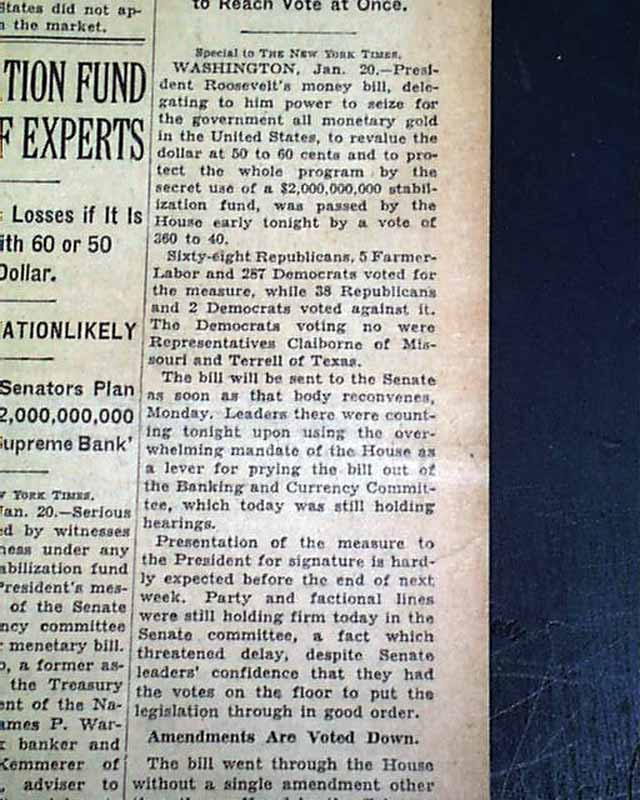 States did not ap-
the market.
TION FUND
F EXPERTS
Losses if It Is
ith 60 or 50
Dollar.
ATIONLIKELY
Senators Plan
2,000,000,000
Supreme Bank'
YORK TIMES.
Jan. 20.—Serious
ed by witnesses
ness under any
abilization fund
President's mes-
of the Senate
ncy committee
menetary bill.
a former as-
the Treasury
ent of the Na-
ames P. War-
banker and
Kemmerer of
adviser to
to Reach Vote at Once.
Special to THE NEW YORK TIMES.
WASHINGTON, Jan. 20.—Presi-
dent Roosevelt's money bill, dele-
gating to him power to seize for
the government all monetary gold
in the United States, to revalue the
dollar at 50 to 60 cents and to pro-
tect the whole program by the
secret use of a $2,000,000,000 stabil-
ization fund, was passed by the
House early tonight by a vote of
360 to 40.
Sixty-eight Republicans, 5 Farmer-
Labor and 287 Democrats voted for
the measure, while 38 Republicans
and 2 Democrats voted against it.
The Democrats voting no were
Representatives Claiborne of Mis-
souri and Terrell of Texas.
The bill will be sent to the Senate
as soon as that body reconvenes,
Monday. Leaders there were count-
ing tonight upon using the over-
whelming mandate of the House as
a lever for prying the bill out of
the Banking and Currency Commit-
tee, which today was still holding
hearings.
Presentation of the measure to
the President for signature is hard-
ly expected before the end of next
week. Party and factional lines
were still holding firm today in the
Senate committee, a fact which
threatened delay, despite Senate
leaders' confidence that they had
the votes on the floor to put the
legislation through in good order.
Amendments Are Voted Down.
The bill went through the House
without a single amendment other